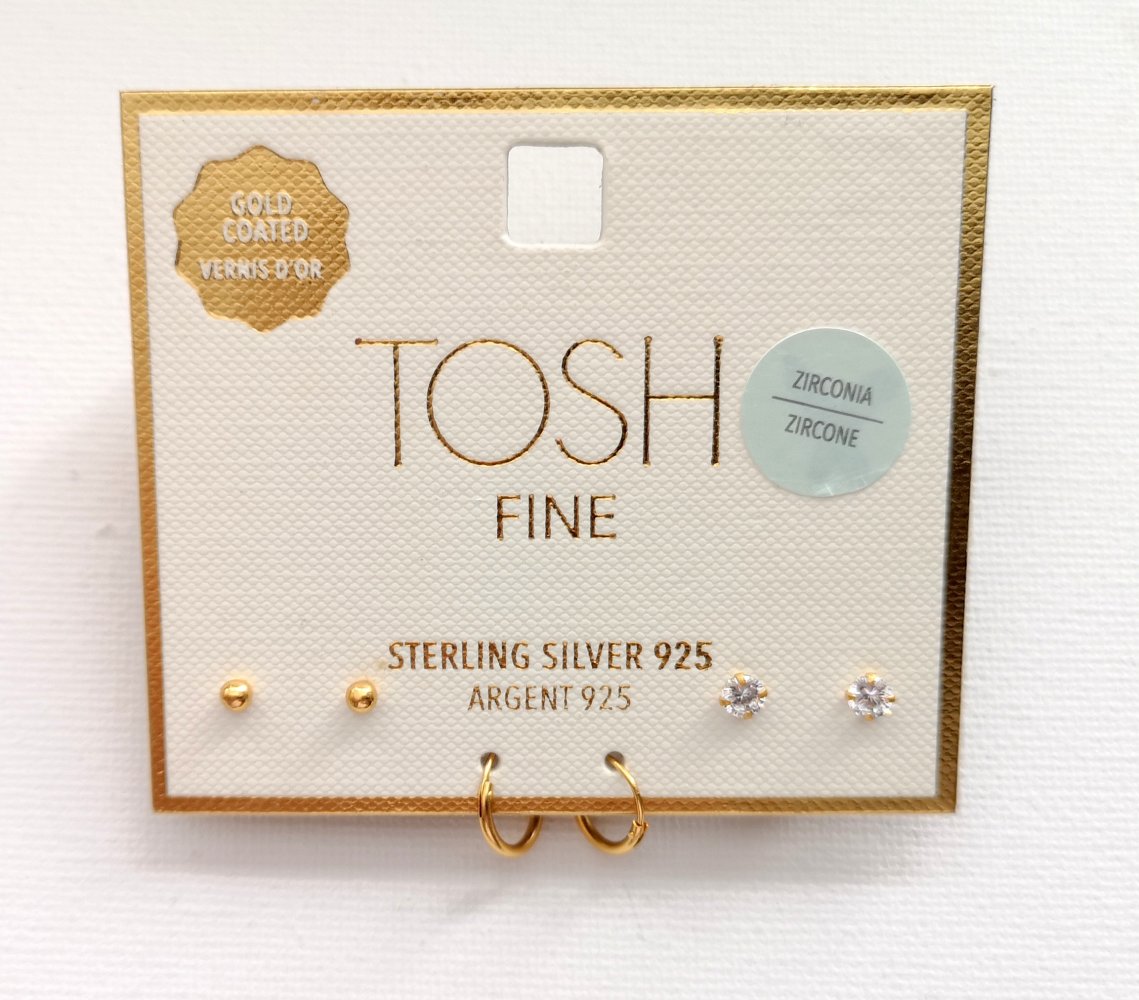 GOLD
COATED
VERNIS D'OR
TOSH
FINE
ZIRCONIA
ZIRCONE
STERLING SILVER 925
ARGENT 925